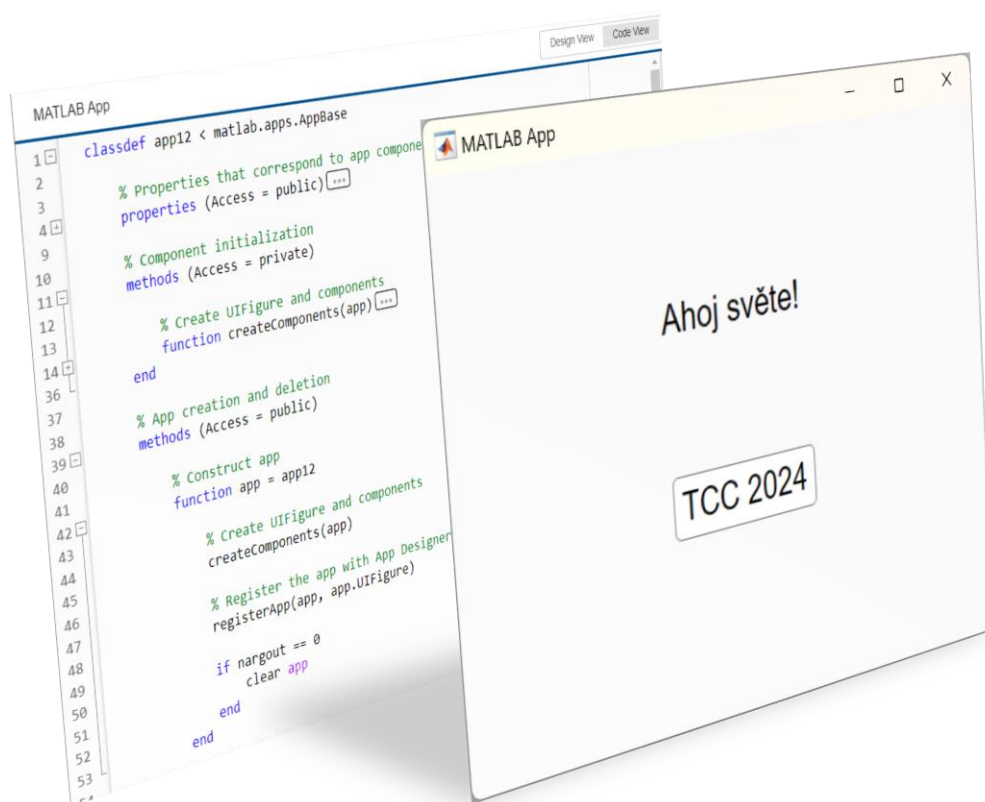 Design View Code View
MATLAB App
1 classdef app12 < matlab.apps.AppBase
2
3 % Properties that correspond to app compone
4 properties (Access = public) ...
9
10 % Component initialization
11 methods (Access = private)
12
13 % Create UIFigure and components
14 function createComponents(app) ...
36 end
37
38 % App creation and deletion
39 methods (Access = public)
40
41 % Construct app
42 function app = app12
43
44 % Create UIFigure and components
45 createComponents(app)
46
47 % Register the app with App Designer
48 registerApp(app, app.UIFigure)
49
50 if nargout == 0
51 clear app
52 end
53 end
MATLAB App
Ahoj světe!
TCC 2024